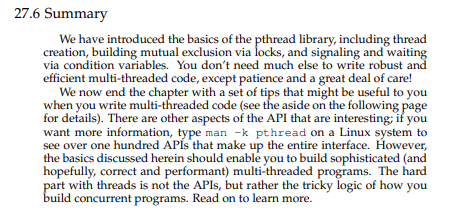 27.6 Summary
We have introduced the basics of the pthread library, including thread
creation, building mutual exclusion via locks, and signaling and waiting
via condition variables. You don't need much else to write robust and
efficient multi-threaded code, except patience and a great deal of care!
We now end the chapter with a set of tips that might be useful to you
when you write multi-threaded code (see the aside on the following page
for details). There are other aspects of the API that are interesting; if you
want more information, type man -k pthread on a Linux system to
see over one hundred APIs that make up the entire interface. However,
the basics discussed herein should enable you to build sophisticated (and
hopefully, correct and performant) multi-threaded programs. The hard
part with threads is not the APIs, but rather the tricky logic of how you
build concurrent programs. Read on to learn more.